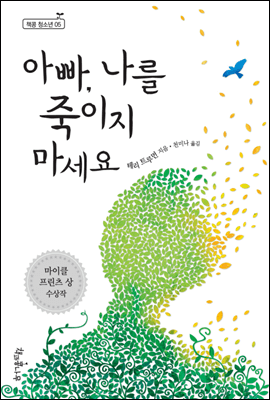 책콩 청소년 05
아빠, 나를
죽이지
마세요
테리 트루먼 지음 · 천미나 옮김
마이클
프린츠 상
수상작
책과콩나무